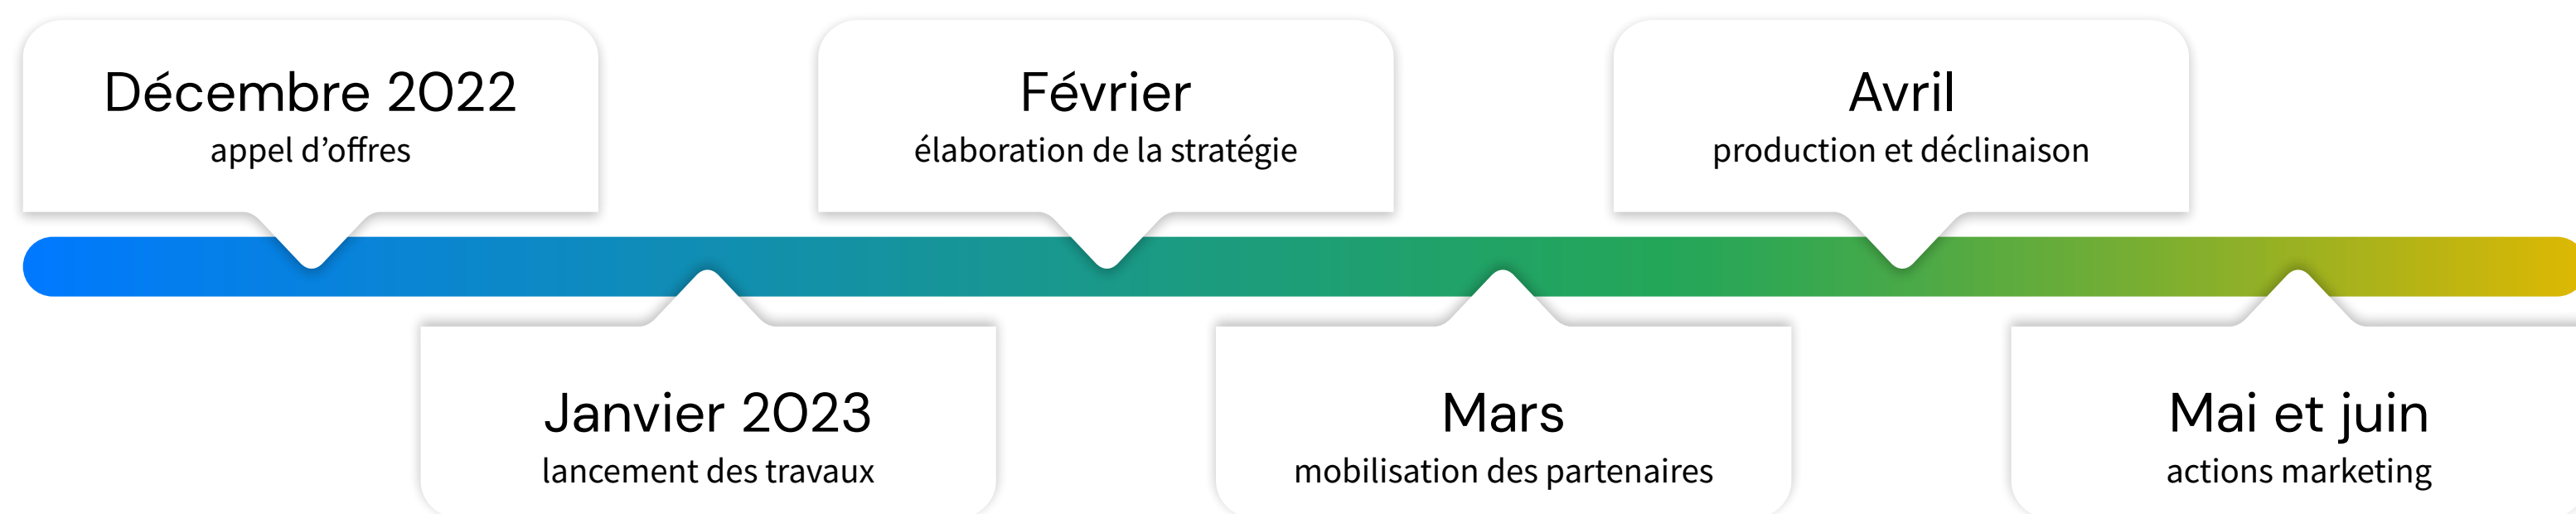 Décembre 2022
appel d’offres
Janvier 2023
lancement des travaux
Février
élaboration de la stratégie
Mars
mobilisation des partenaires
Avril
production et déclinaison
Mai et juin
actions marketing